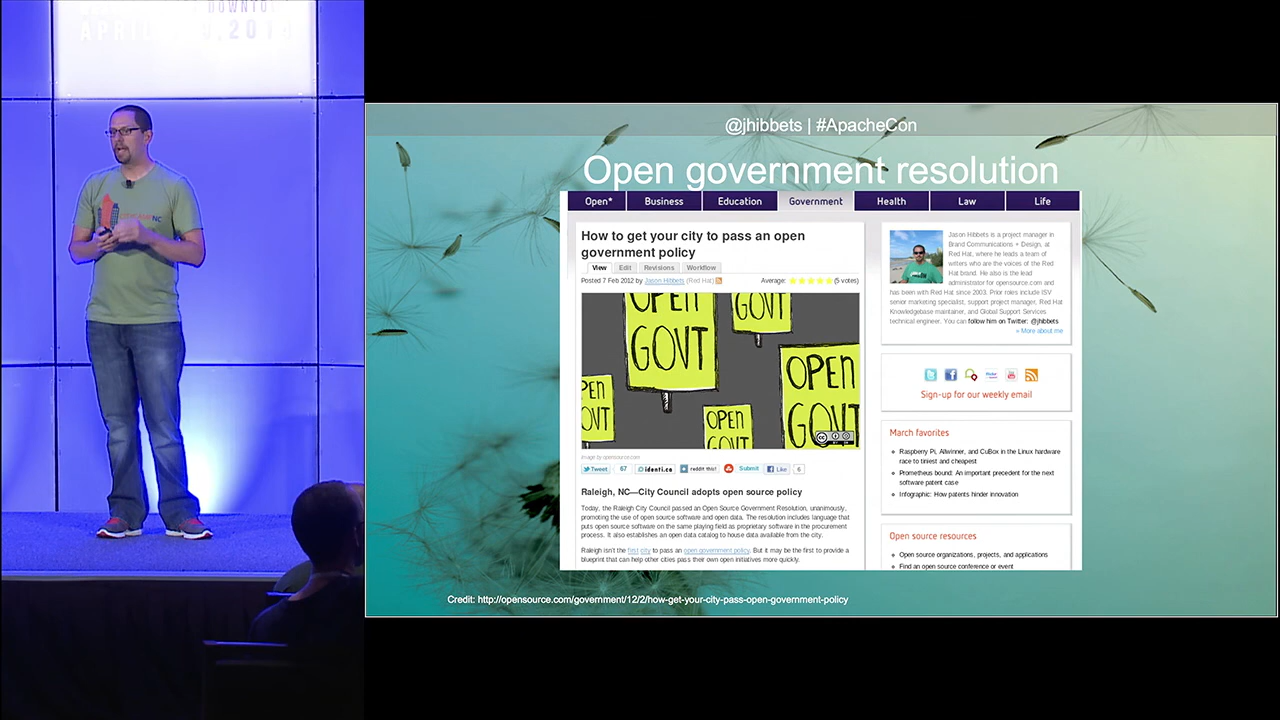 DOWNTO
APRIL
,201
NC
@jhibbets | #ApacheCon
Open government resolution
Open* Business Education Government Health Law Life
How to get your city to pass an open
government policy
View Edit Revisions Workflow
Posted 7 Feb 2012 by Jason Hibbets (Red Hat) Average: (5 votes)
OPEN
GOVT
GOVT
OPEN
GOVT
PEN
OVT
OPEN
GOVT
Image by opensource.com
Tweet 67 identi.ca reddit this! Submit Like 6
Raleigh, NC—City Council adopts open source policy
Today, the Raleigh City Council passed an Open Source Government Resolution, unanimously,
promoting the use of open source software and open data. The resolution includes language that
puts open source software on the same playing field as proprietary software in the procurement
process. It also establishes an open data catalog to house data available from the city.
Raleigh isn't the first city to pass an open government policy. But it may be the first to provide a
blueprint that can help other cities pass their own open initiatives more quickly.
Jason Hibbets is a project manager in
Brand Communications + Design, at
Red Hat, where he leads a team of
writers who are the voices of the Red
Hat brand. He also is the lead
administrator for opensource.com and
has been with Red Hat since 2003. Prior roles include ISV
senior marketing specialist, support project manager, Red Hat
Knowledgebase maintainer, and Global Support Services
technical engineer. You can follow him on Twitter: @jhibbets
» More about me
Sign-up for our weekly email
March favorites
Raspberry Pi, Allwinner, and CuBox in the Linux hardware
race to tiniest and cheapest
Prometheus bound: An important precedent for the next
software patent case
Infographic: How patents hinder innovation
Open source resources
Open source organizations, projects, and applications
Find an open source conference or event
Credit: http://opensource.com/government/12/2/how-get-your-city-pass-open-government-policy